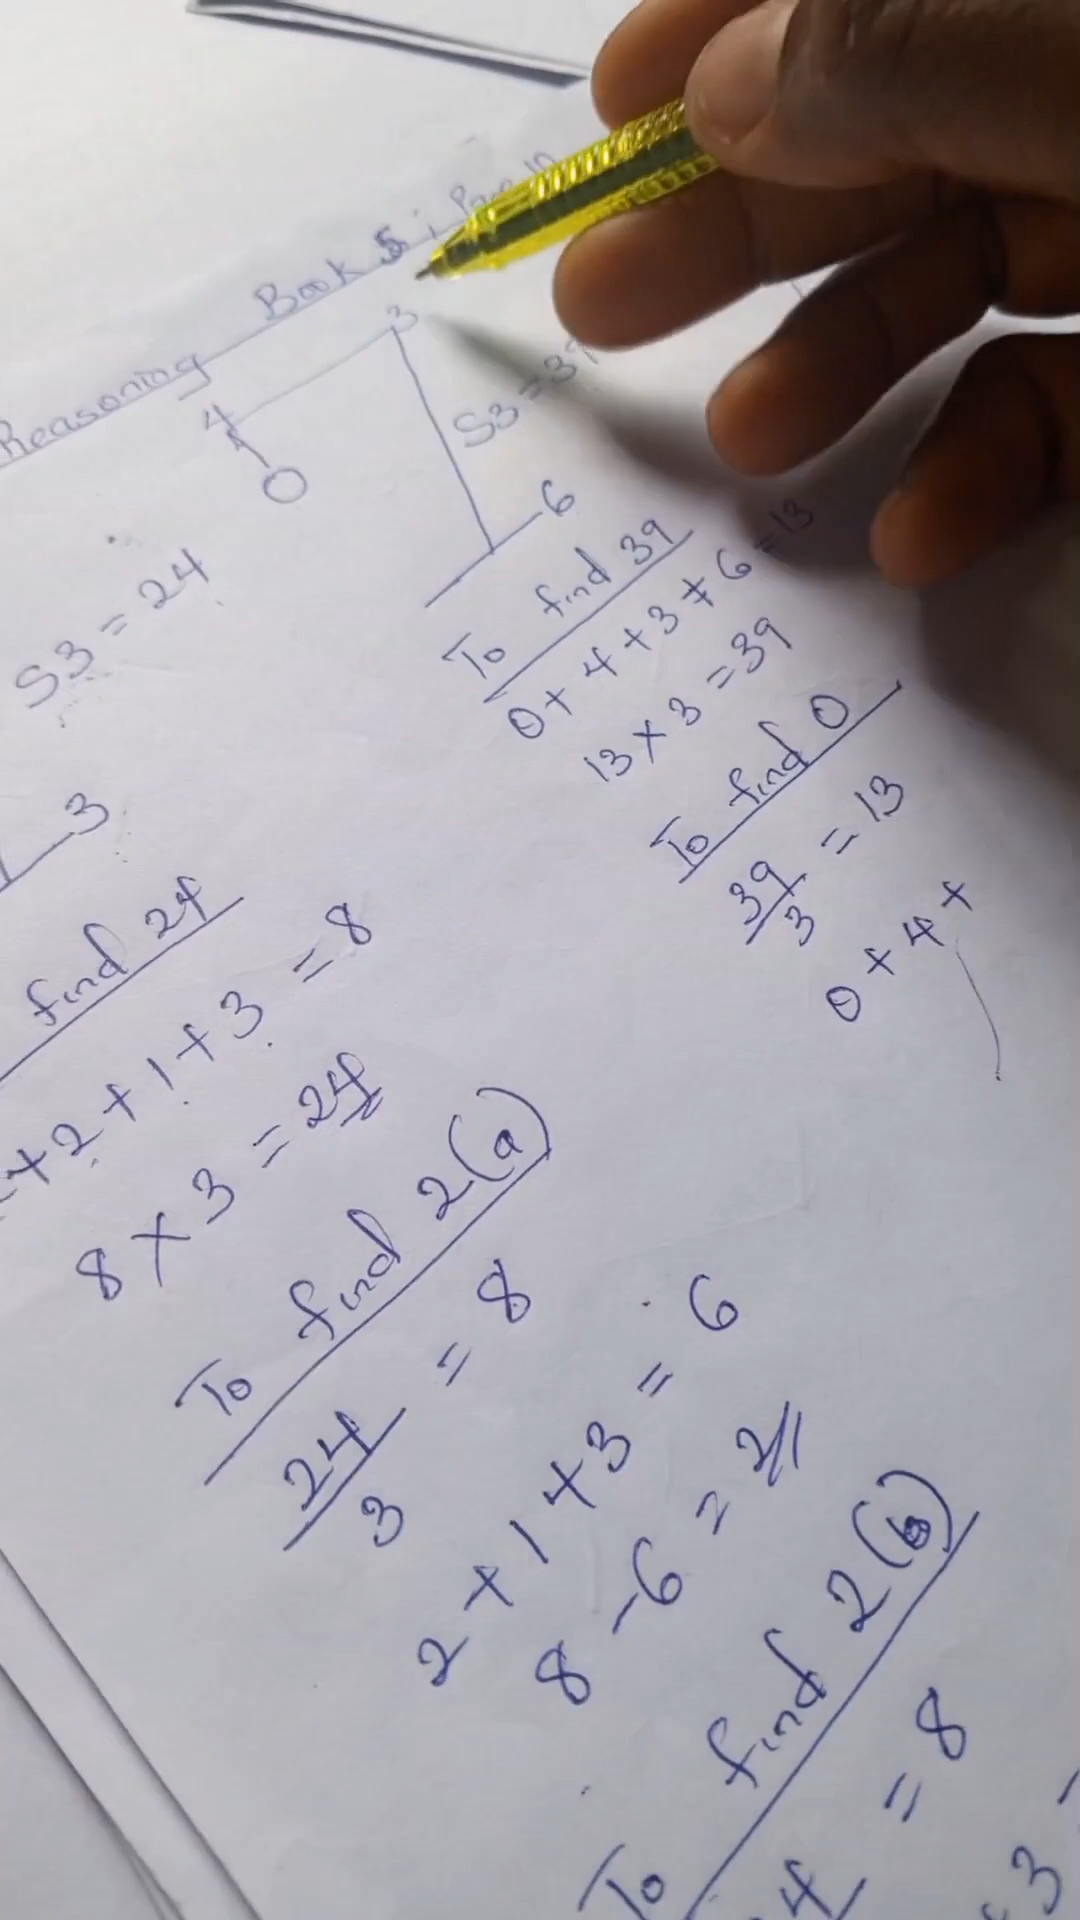 Reasoning Book 5;
3
4
0
S3 = 39
6
S3 = 24
3
To find 39
0 + 4 + 3 + 6 = 13
13 × 3 = 39
To find 0
39/3 = 13
0 + 4 +
find 24
+ 2 + 1 + 3 = 8
8 × 3 = 24
To find 2(a)
24/3 = 8
2 + 1 + 3 = 6
8 - 6 = 2
To find 2(b)
4 = 8
+ 3